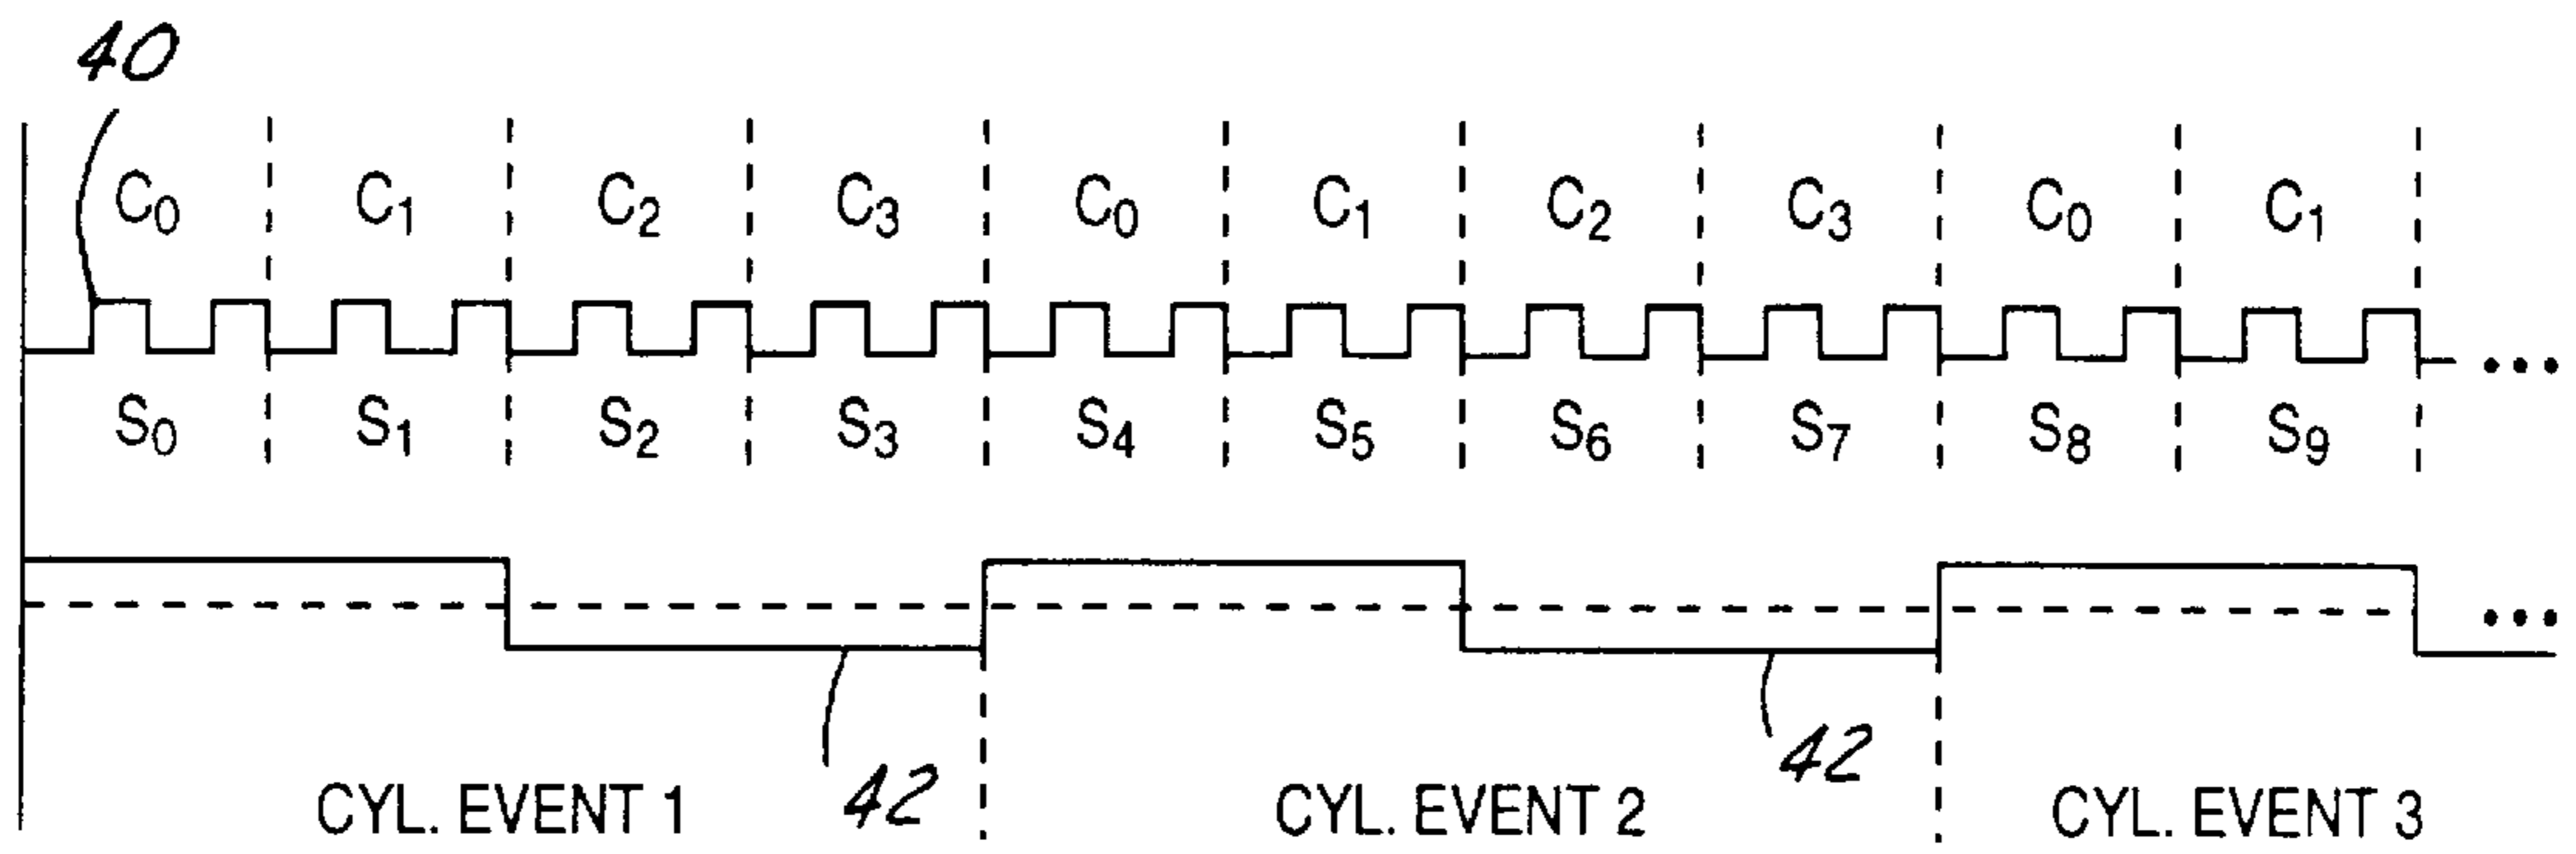 40
C0 C1 C2 C3 C0 C1 C2 C3 C0 C1
...
S0 S1 S2 S3 S4 S5 S6 S7 S8 S9
...
42 42
CYL. EVENT 1 CYL. EVENT 2 CYL. EVENT 3